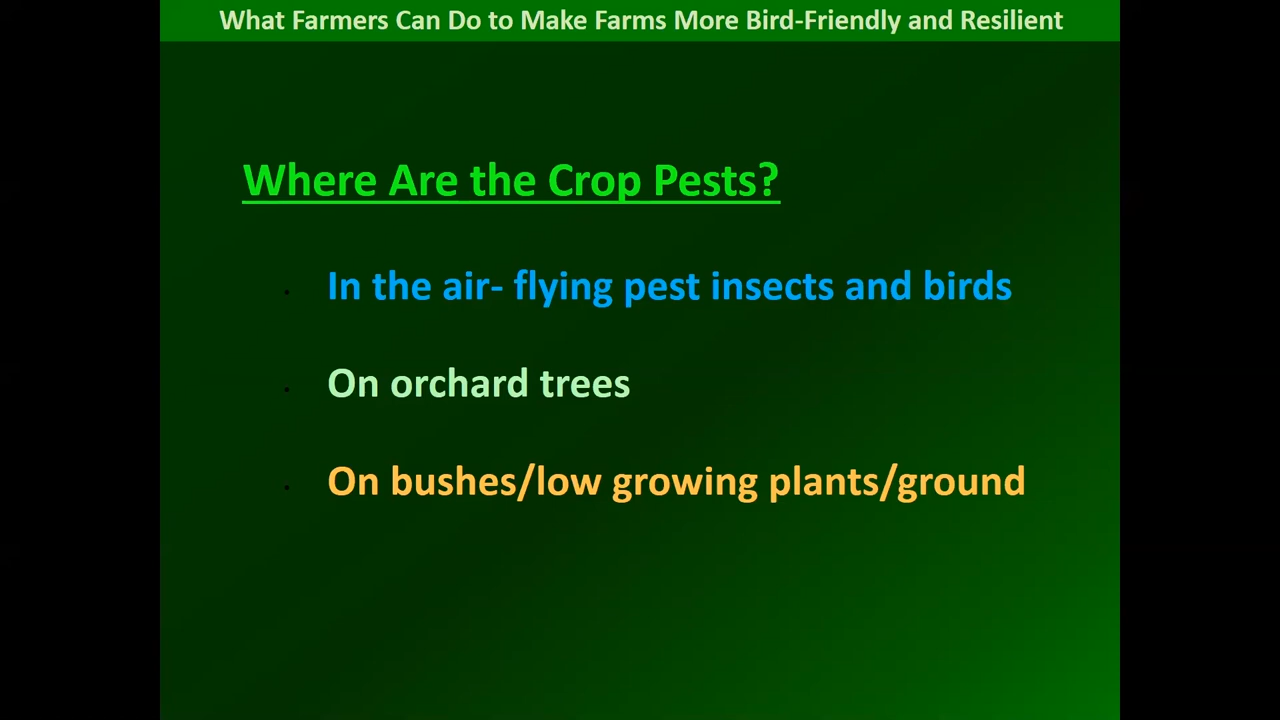 What Farmers Can Do to Make Farms More Bird-Friendly and Resilient
Where Are the Crop Pests?
In the air- flying pest insects and birds
On orchard trees
On bushes/low growing plants/ground